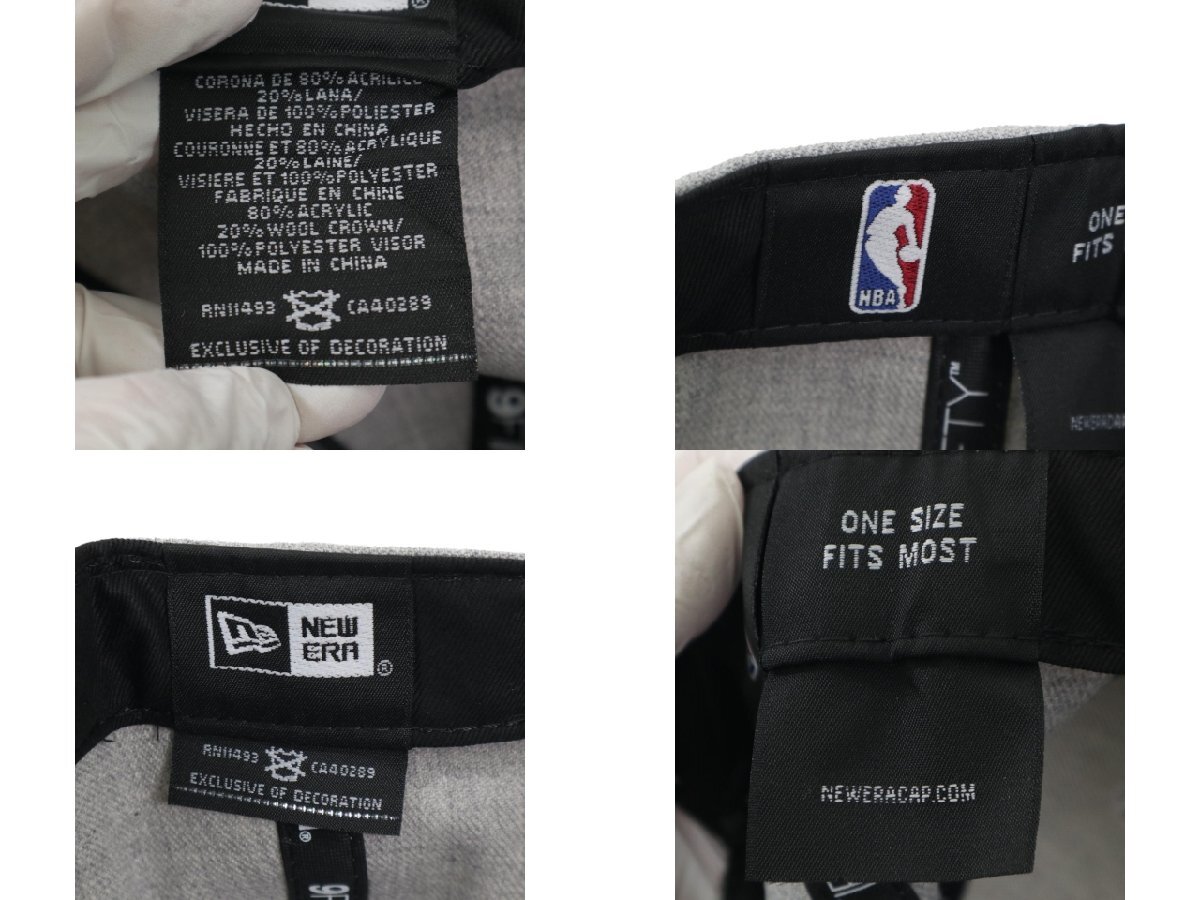 ®
CORONA DE 80% ACRILICO
20% LANA/
VISERA DE 100% POLIESTER
HECHO EN CHINA
COURONNE ET 80% ACRYLIQUE
20% LAINE/
VISIERE ET 100% POLYESTER
FABRIQUE EN CHINE
80% ACRYLIC
20% WOOL CROWN/
100% POLYESTER VISOR
MADE IN CHINA
RN11493 CA40289
EXCLUSIVE OF DECORATION
NBA
ONE
FITS
FTY™
NEW
ERA
®
RN11493 CA40289
EXCLUSIVE OF DECORATION
®
9F
ONE SIZE
FITS MOST
NEWERACAP.COM